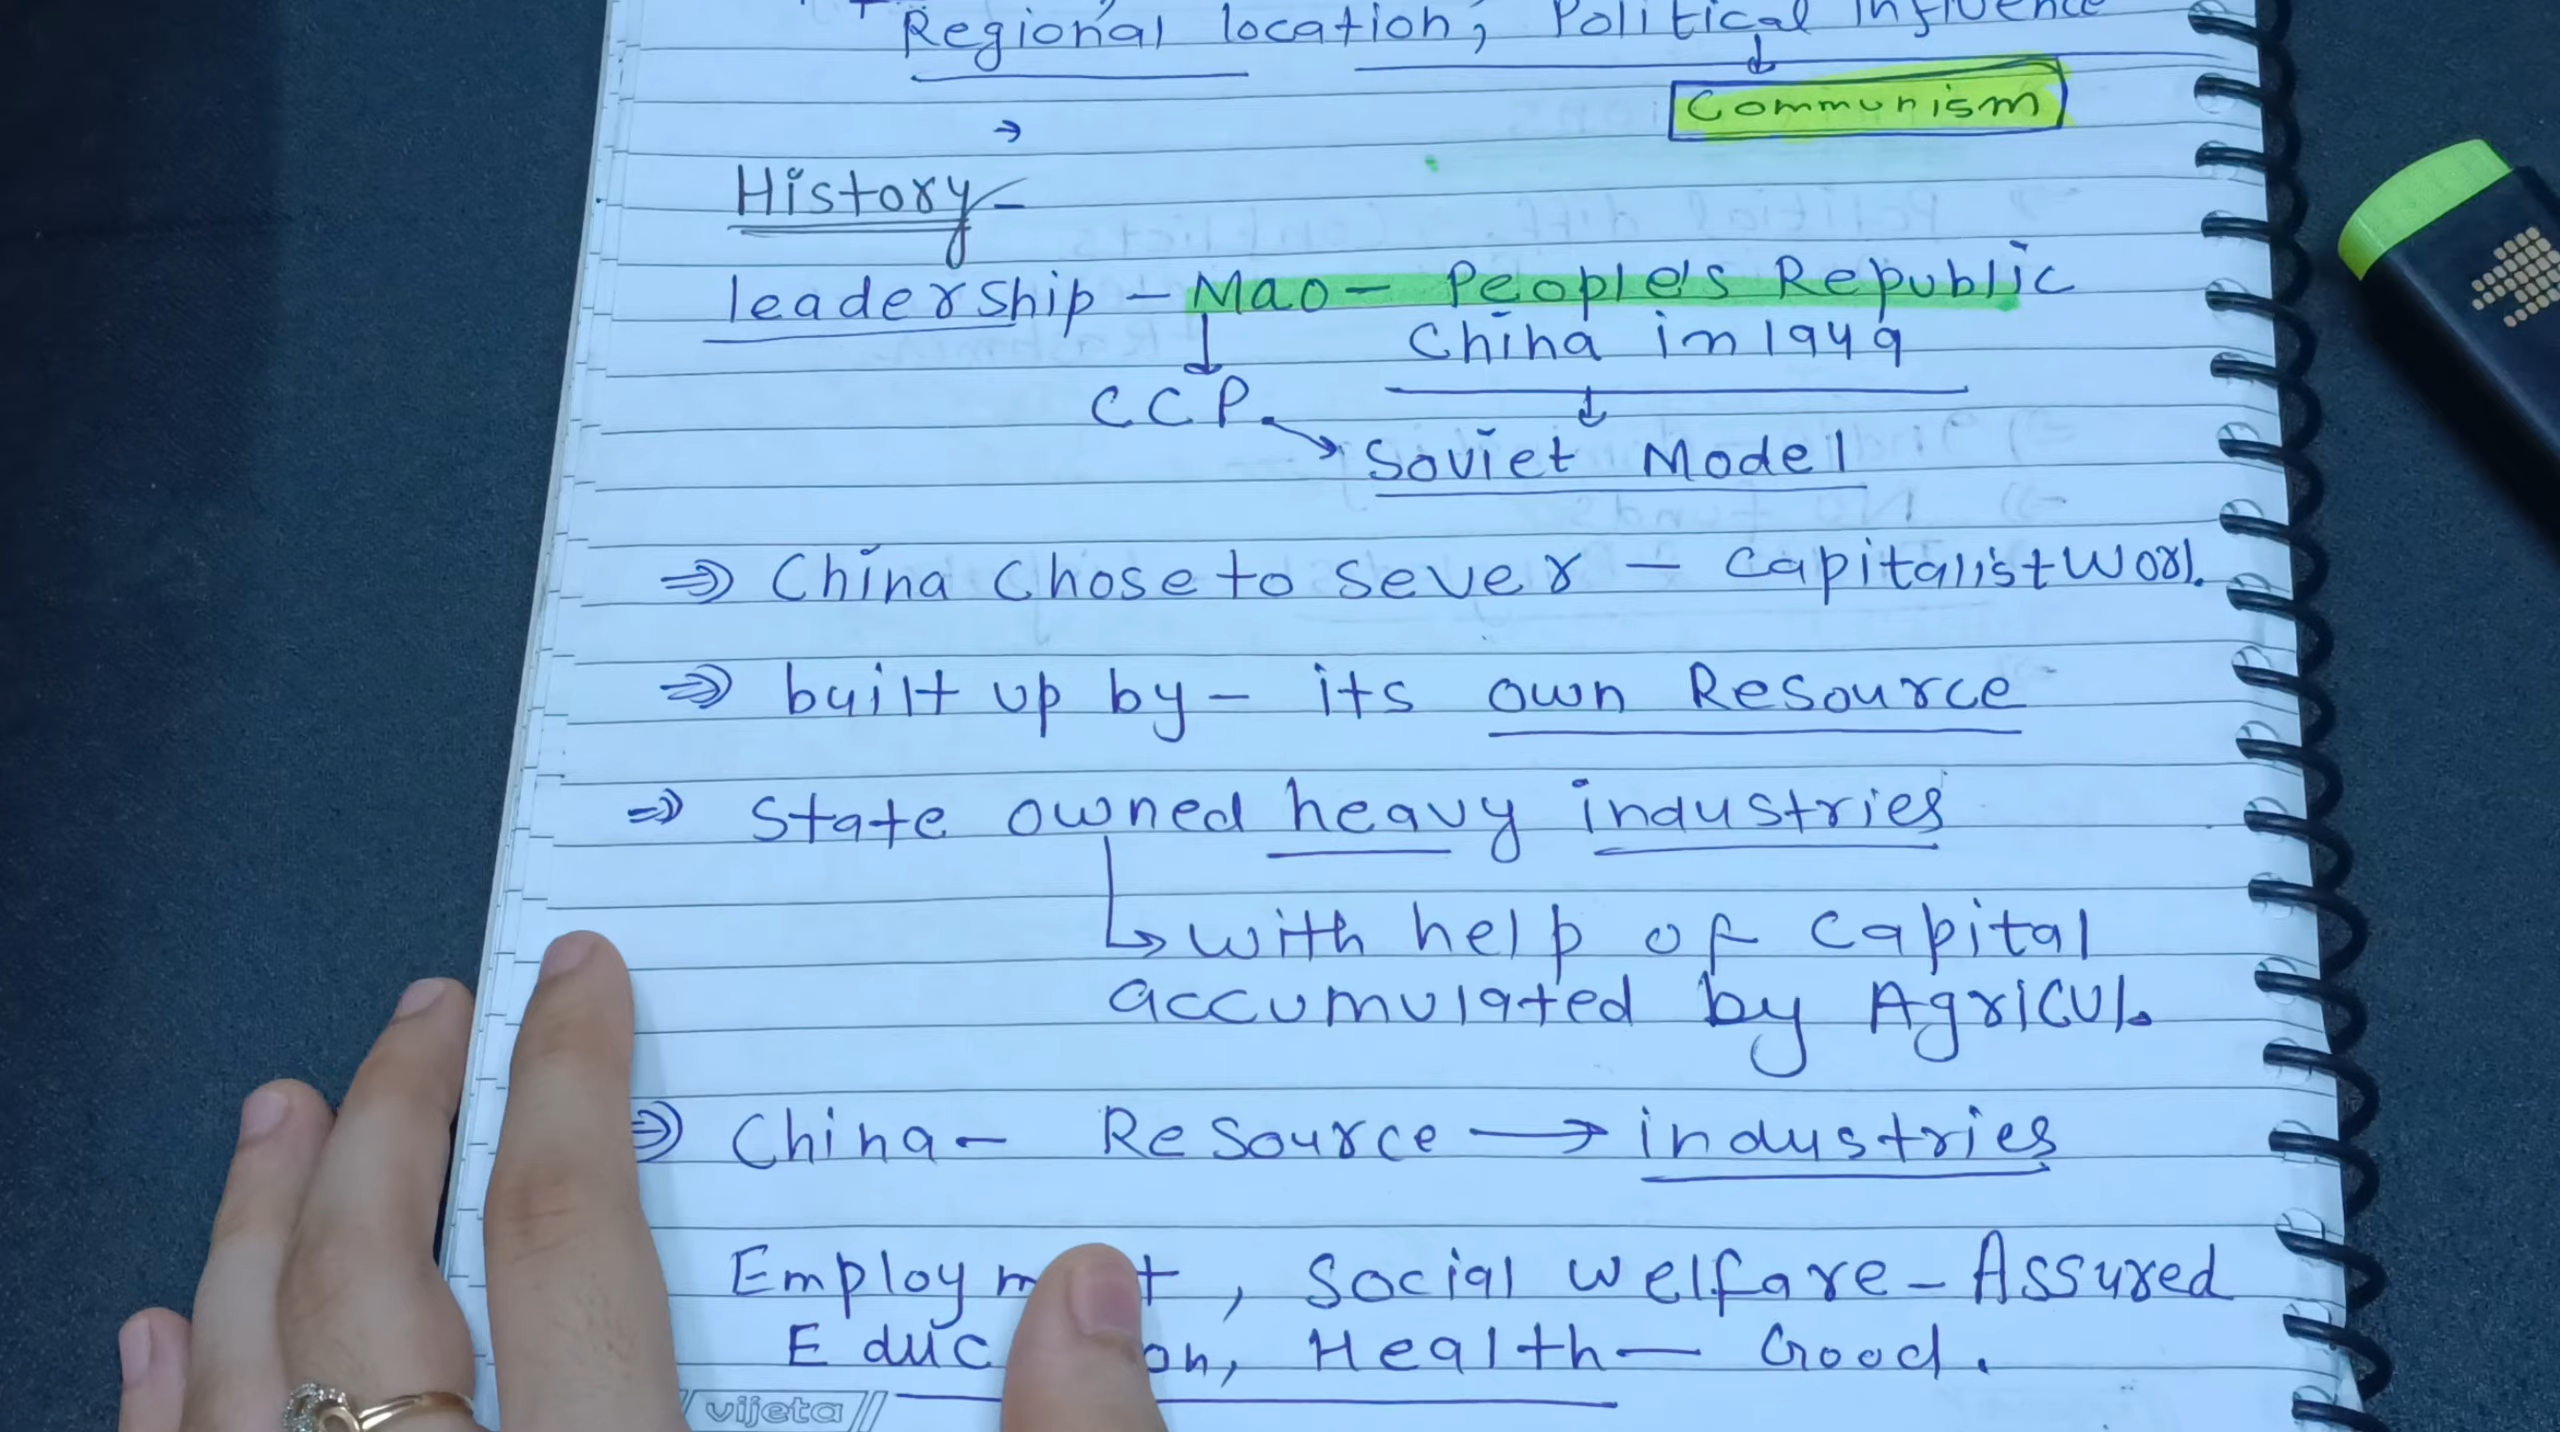 Regional location, Political Influence
↓
Communism
→
History-
leadership - Mao - People's Republic
China in 1949
↓
CCP. → Soviet Model
⇒ China Chose to Sever - Capitalist Worl.
⇒ built up by - its own Resource
⇒ State owned heavy industries
↳ with help of Capital
accumulated by Agricul.
⇒ China - Resource → industries
Employm t, Social Welfare - Assured
Educ on, Health - Good.
vijeta